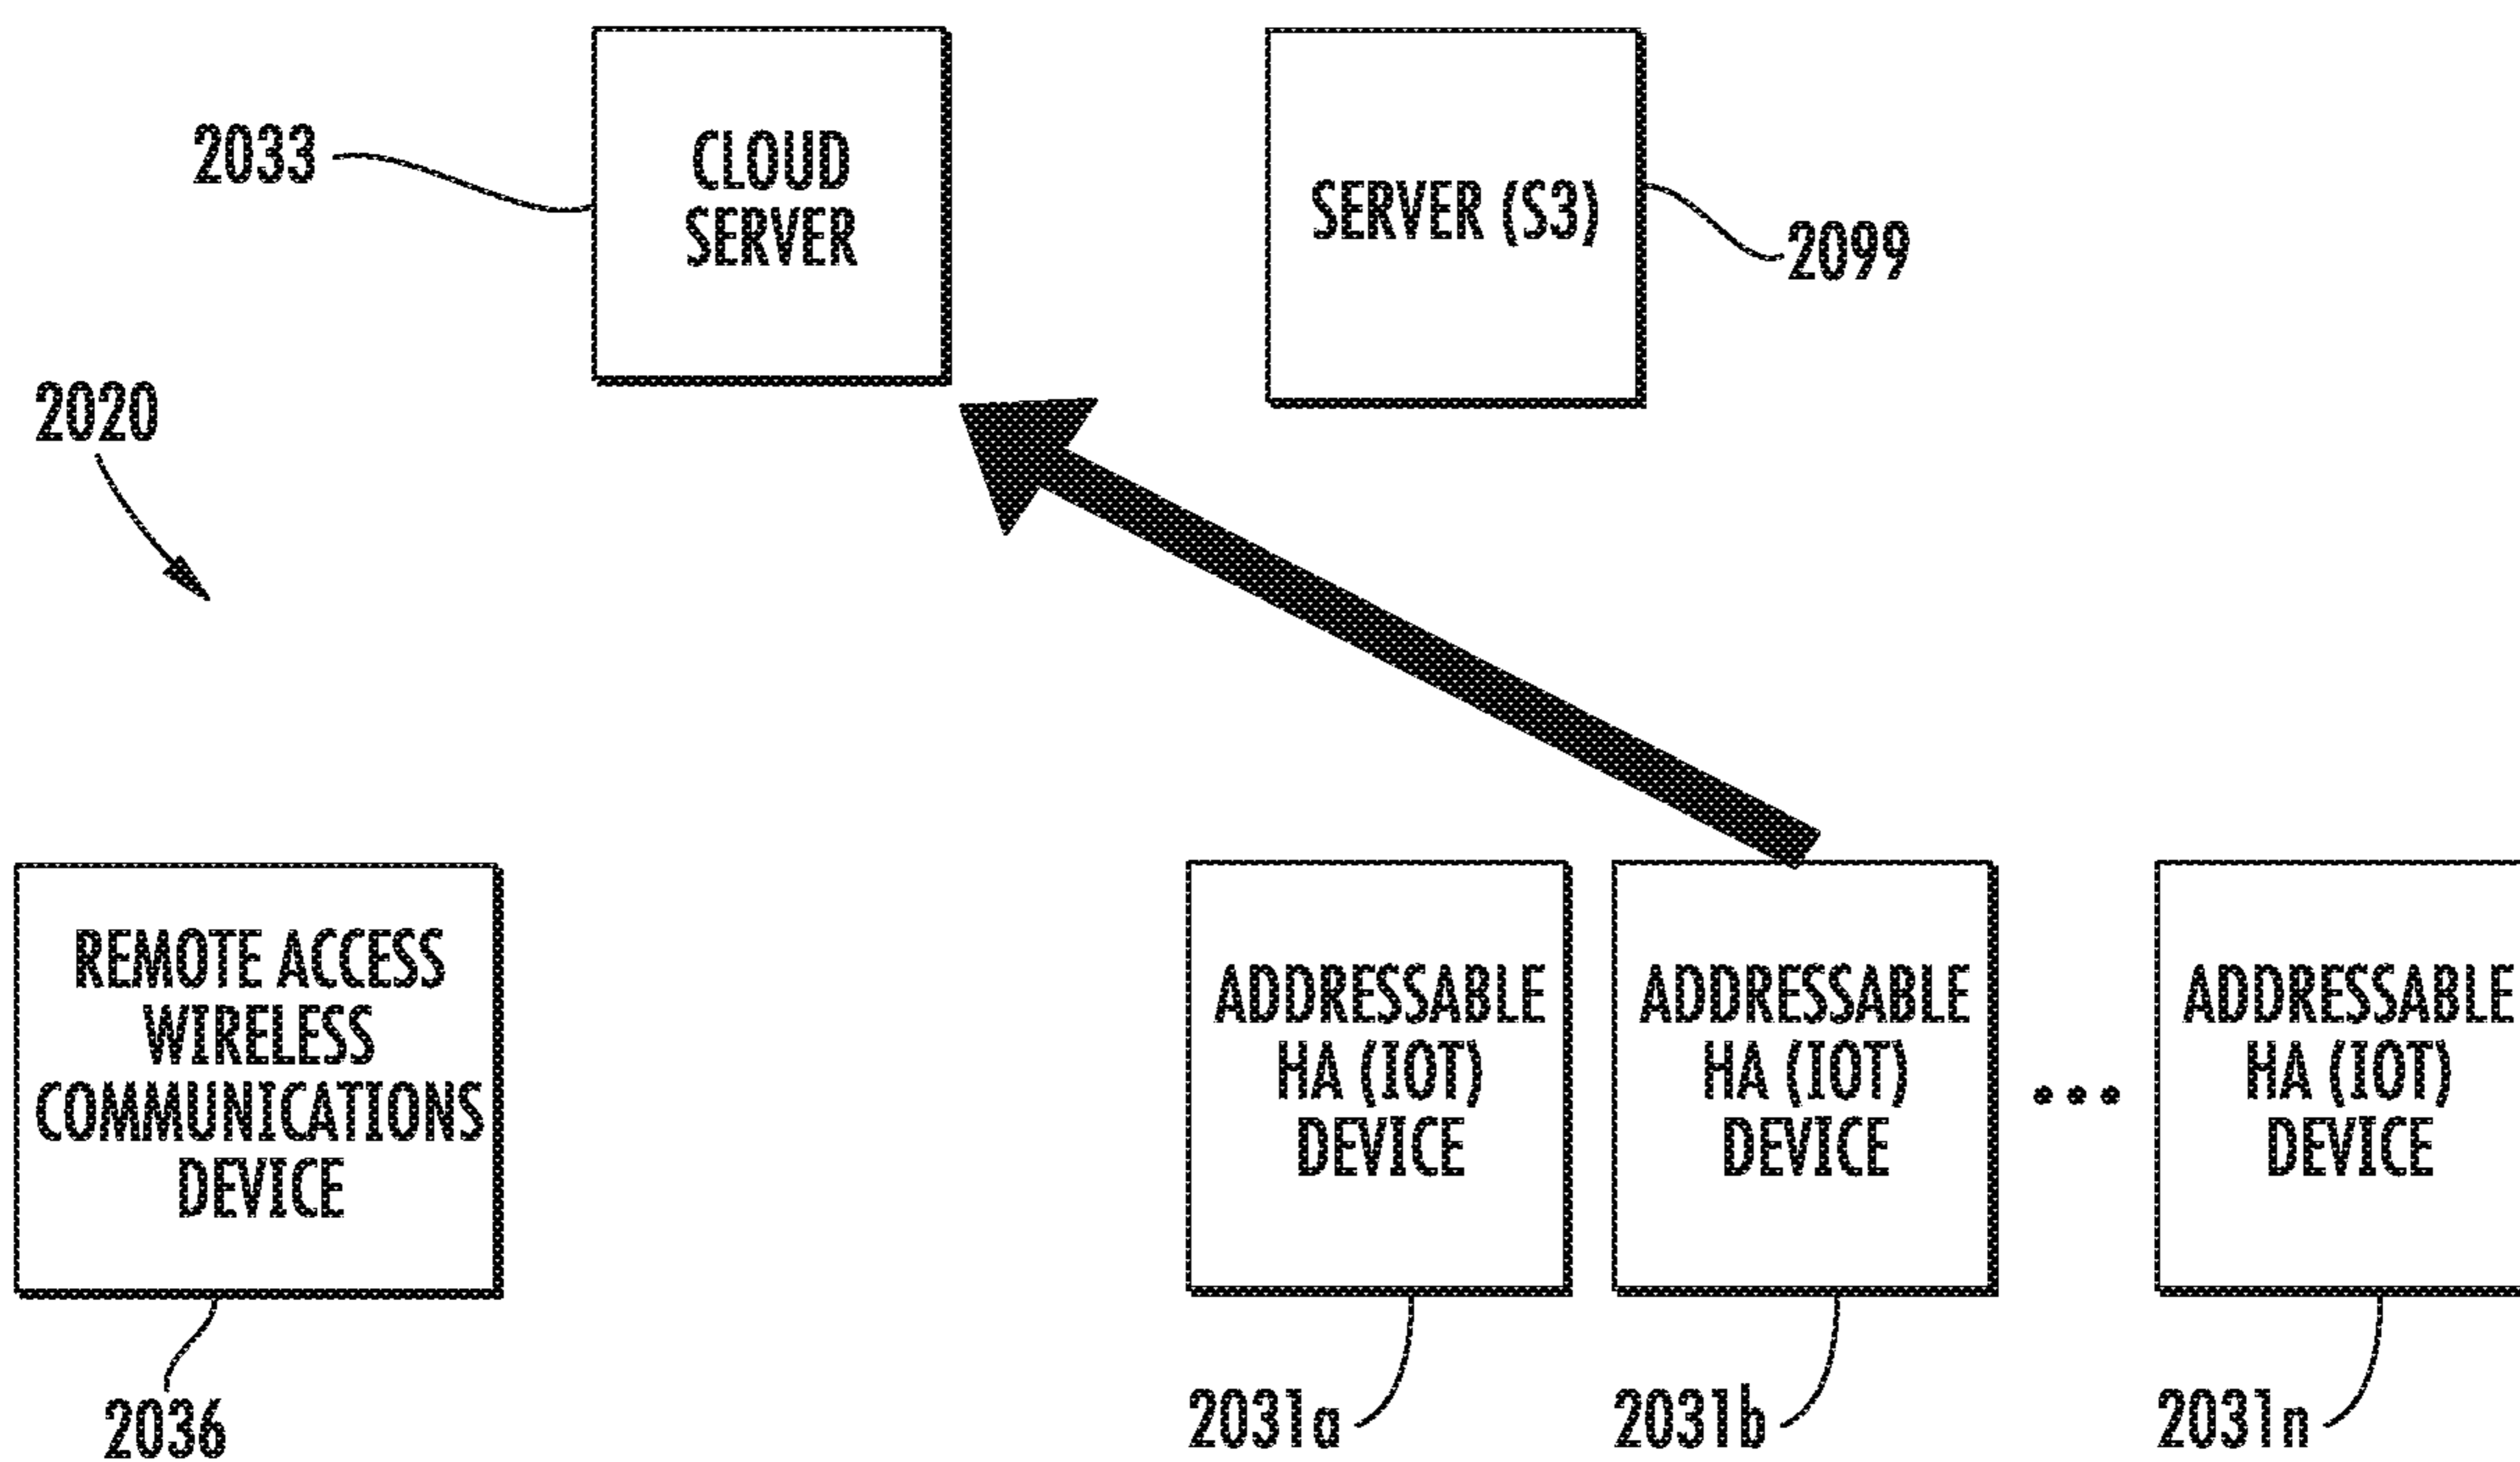 2033
CLOUD
SERVER
SERVER (S3)
2099
2020
REMOTE ACCESS
WIRELESS
COMMUNICATIONS
DEVICE
2036
ADDRESSABLE
HA (IOT)
DEVICE
2031a
ADDRESSABLE
HA (IOT)
DEVICE
2031b
ADDRESSABLE
HA (IOT)
DEVICE
2031n